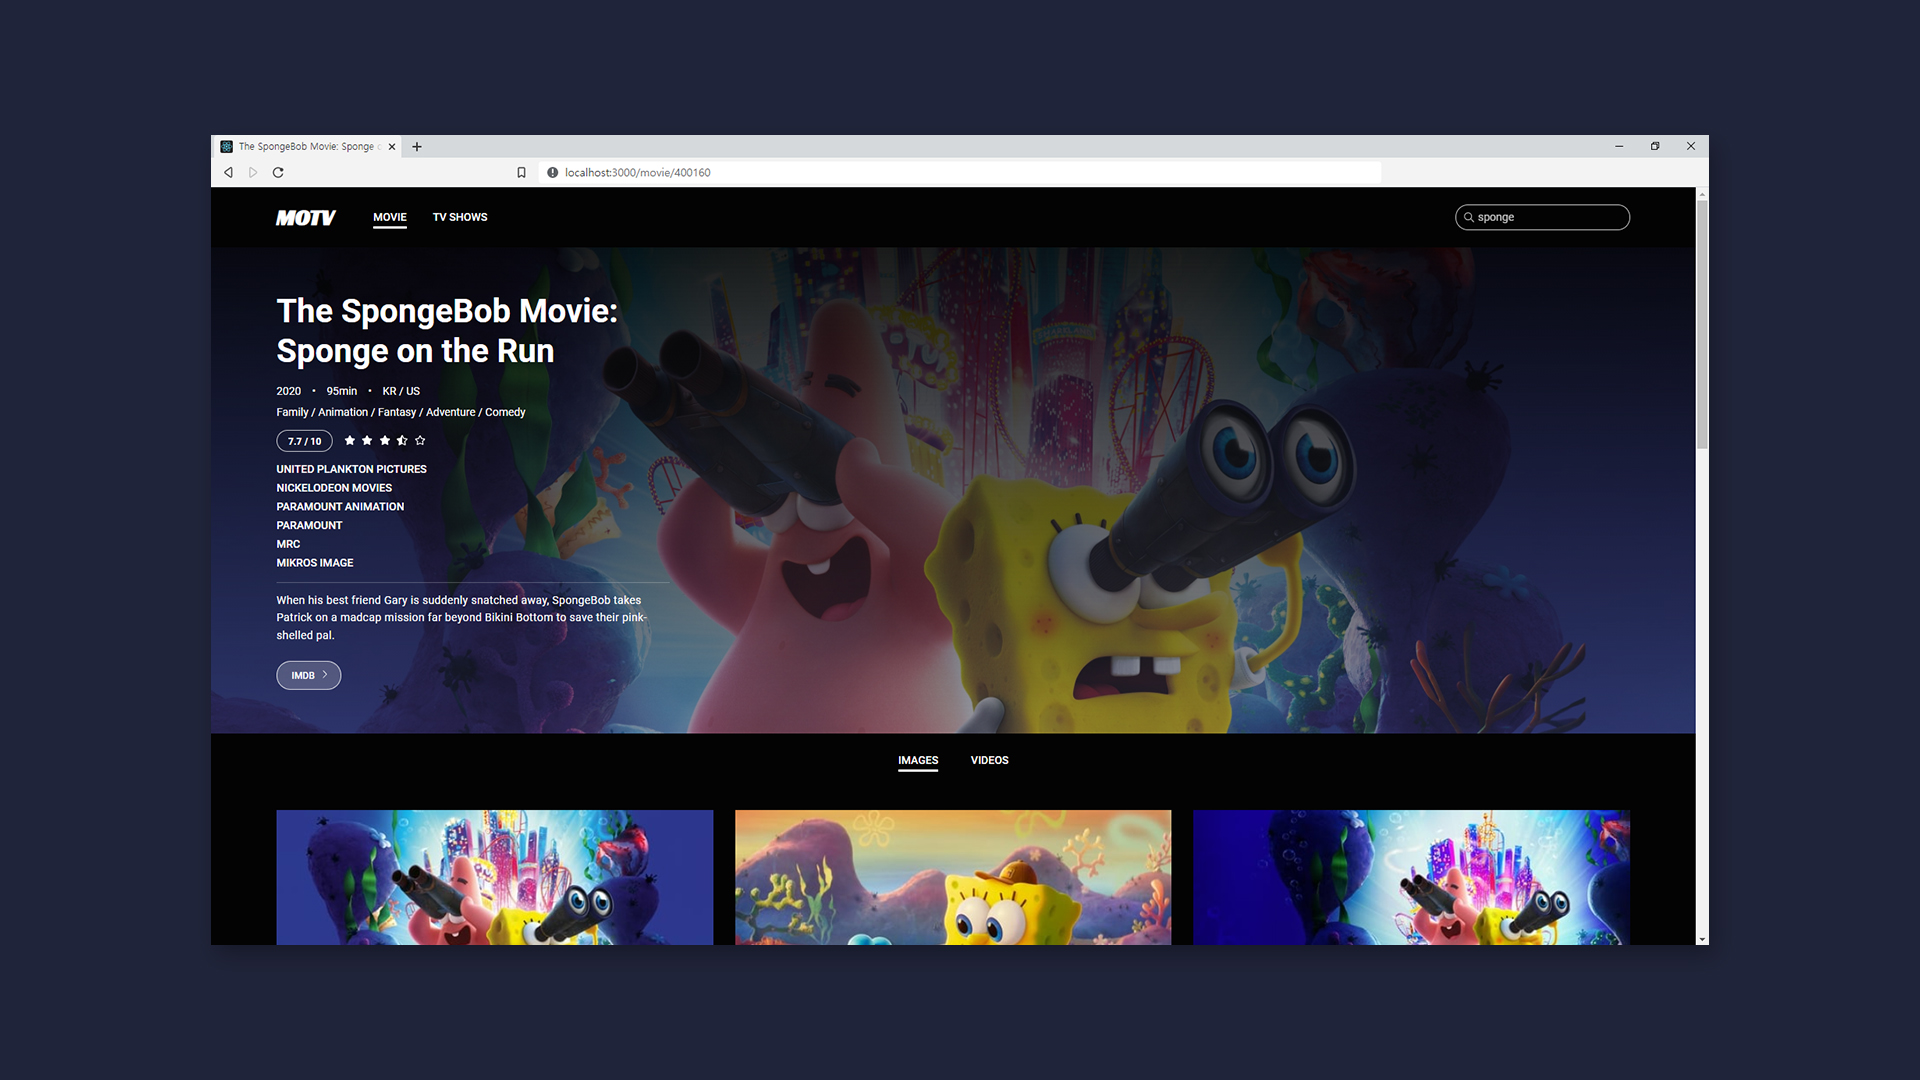 The SpongeBob Movie: Sponge
localhost:3000/movie/400160
MOTV
MOVIE
TV SHOWS
sponge
The SpongeBob Movie:
Sponge on the Run
2020 • 95min • KR / US
Family / Animation / Fantasy / Adventure / Comedy
7.7 / 10
UNITED PLANKTON PICTURES
NICKELODEON MOVIES
PARAMOUNT ANIMATION
PARAMOUNT
MRC
MIKROS IMAGE
When his best friend Gary is suddenly snatched away, SpongeBob takes
Patrick on a madcap mission far beyond Bikini Bottom to save their pink-
shelled pal.
IMDB
IMAGES
VIDEOS